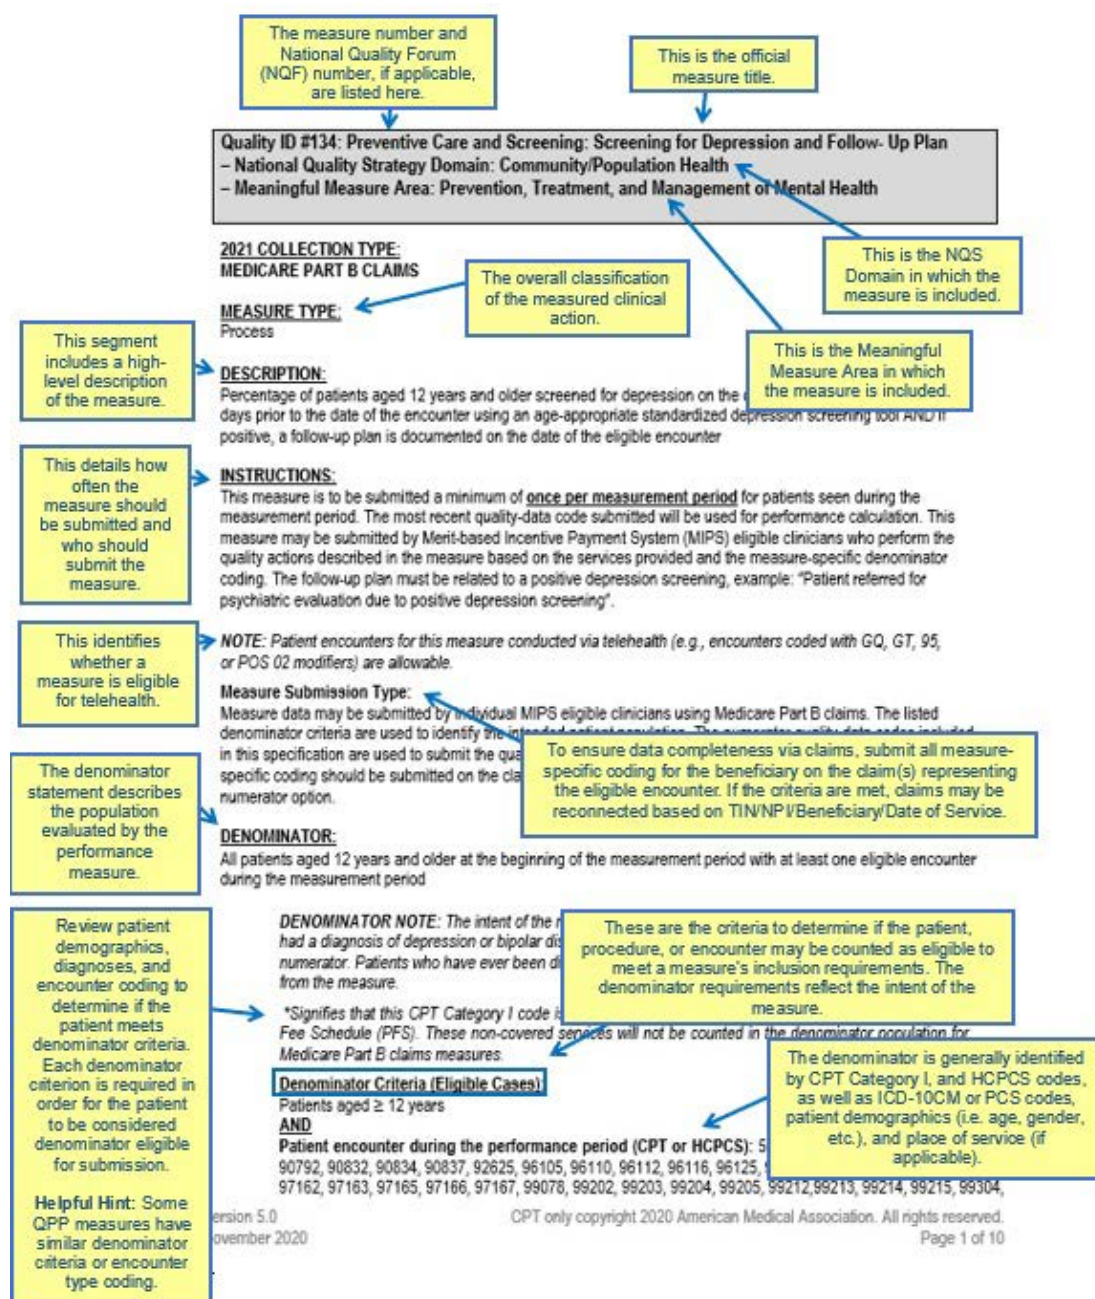 The measure number and
National Quality Forum
(NQF) number, if applicable,
are listed here.
This is the official
measure title.
Quality ID #134: Preventive Care and Screening: Screening for Depression and Follow- Up Plan
– National Quality Strategy Domain: Community/Population Health
– Meaningful Measure Area: Prevention, Treatment, and Management of Mental Health
2021 COLLECTION TYPE:
MEDICARE PART B CLAIMS
The overall classification
of the measured clinical
action.
This is the NQS
Domain in which the
measure is included.
MEASURE TYPE:
Process
This segment
includes a high-
level description
of the measure.
This is the Meaningful
Measure Area in which
the measure is included.
DESCRIPTION:
Percentage of patients aged 12 years and older screened for depression on the
days prior to the date of the encounter using an age-appropriate standardized depression screening tool AND if
positive, a follow-up plan is documented on the date of the eligible encounter
This details how
often the
measure should
be submitted and
who should
submit the
measure.
INSTRUCTIONS:
This measure is to be submitted a minimum of once per measurement period for patients seen during the
measurement period. The most recent quality-data code submitted will be used for performance calculation. This
measure may be submitted by Merit-based Incentive Payment System (MIPS) eligible clinicians who perform the
quality actions described in the measure based on the services provided and the measure-specific denominator
coding. The follow-up plan must be related to a positive depression screening, example: "Patient referred for
psychiatric evaluation due to positive depression screening".
This identifies
whether a
measure is eligible
for telehealth.
NOTE: Patient encounters for this measure conducted via telehealth (e.g., encounters coded with GQ, GT, 95,
or POS 02 modifiers) are allowable.
Measure Submission Type:
Measure data may be submitted by individual MIPS eligible clinicians using Medicare Part B claims. The listed
denominator criteria are used to identify the intended patient population. The numerator quality-data codes included
in this specification are used to submit the
specific coding should be submitted on the
numerator option.
To ensure data completeness via claims, submit all measure-
specific coding for the beneficiary on the claim(s) representing
the eligible encounter. If the criteria are met, claims may be
reconnected based on TIN/NPI/Beneficiary/Date of Service.
The denominator
statement describes
the population
evaluated by the
performance
measure.
DENOMINATOR:
All patients aged 12 years and older at the beginning of the measurement period with at least one eligible encounter
during the measurement period
Review patient
demographics,
diagnoses, and
encounter coding to
determine if the
patient meets
denominator criteria.
Each denominator
criterion is required in
order for the patient
to be considered
denominator eligible
for submission.
Helpful Hint: Some
QPP measures have
similar denominator
criteria or encounter
type coding.
DENOMINATOR NOTE: The intent of the
had a diagnosis of depression or bipolar
numerator. Patients who have ever been
from the measure.
These are the criteria to determine if the patient,
procedure, or encounter may be counted as eligible to
meet a measure's inclusion requirements. The
denominator requirements reflect the intent of the
measure.
*Signifies that this CPT Category I code is
Fee Schedule (PFS). These non-covered services will not be counted in the denominator population for
Medicare Part B claims measures.
Denominator Criteria (Eligible Cases):
Patients aged ≥ 12 years
AND
Patient encounter during the performance period (CPT or HCPCS):
90792, 90832, 90834, 90837, 92625, 96105, 96110, 96112, 96116, 96125,
97162, 97163, 97165, 97166, 97167, 99078, 99202, 99203, 99204, 99205, 99212,99213, 99214, 99215, 99304,
The denominator is generally identified
by CPT Category I, and HCPCS codes,
as well as ICD-10CM or PCS codes,
patient demographics (i.e. age, gender,
etc.), and place of service (if
applicable).
ersion 5.0
ovember 2020
CPT only copyright 2020 American Medical Association. All rights reserved.
Page 1 of 10